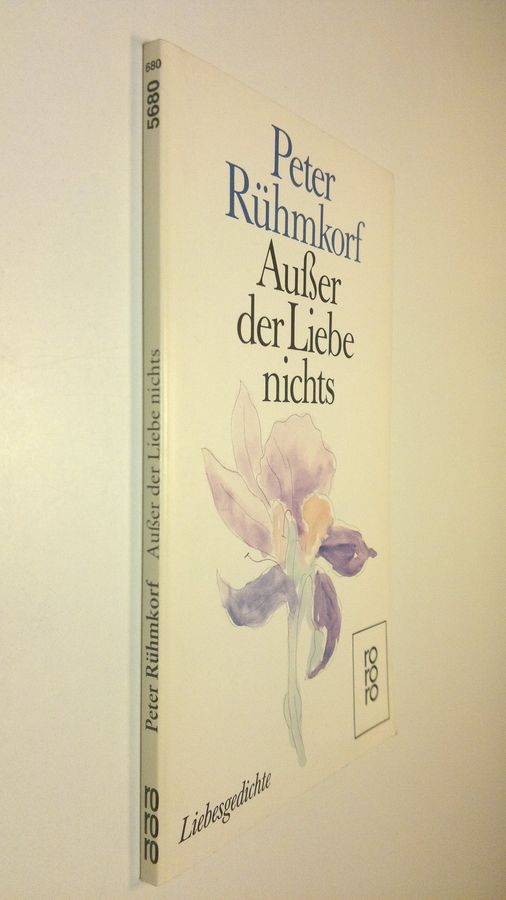 Peter
Rühmkorf
Außer
der Liebe
nichts
ro
ro
ro
Liebesgedichte
680
5680
Peter Rühmkorf Außer der Liebe nichts
ro
ro
ro